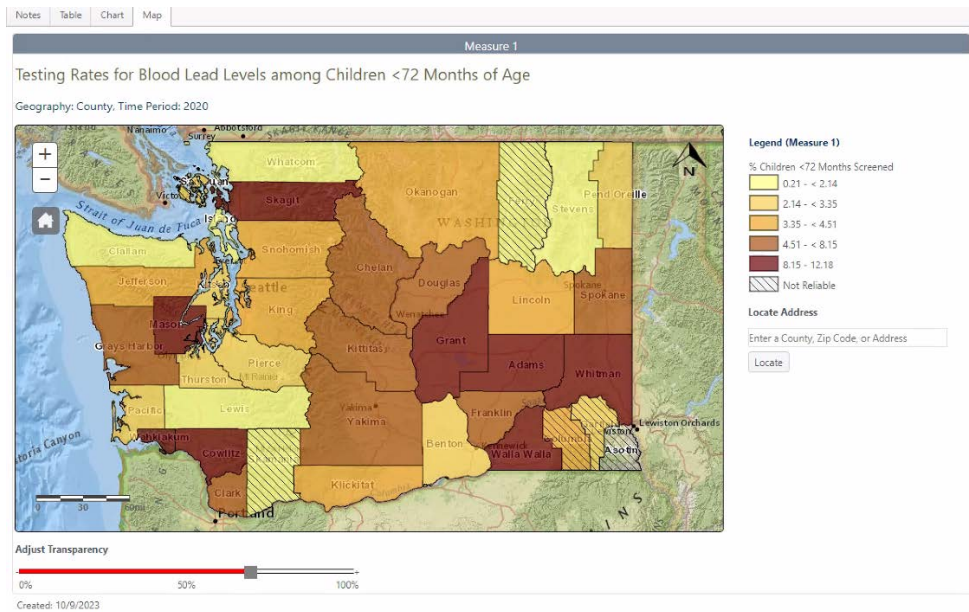 Notes Table Chart Map
Measure 1
Testing Rates for Blood Lead Levels among Children <72 Months of Age
Geography: County, Time Period: 2020
Nanaimo
Abbotsford
Surrey
+
−
N
Whatcom
Okanogan
Ferry
Stevens
Pend Oreille
Skagit
Strait of Juan de Fuca
Clallam
Snohomish
Chelan
Douglas
Jefferson
Seattle
King
Lincoln
Spokane
Spokane
Wenatchee
Mason
Grays Harbor
Kittitas
Grant
Adams
Whitman
Pierce
Mt Rainier
Thurston
Pacific
Lewis
Yakima
Yakima
Franklin
Benton
Columbia
Lewiston Orchards
Asotin
Wahkiakum
Cowlitz
Skamania
Kennewick
Walla Walla
Clark
Klickitat
Portland
0 30 60mi
Legend (Measure 1)
% Children <72 Months Screened
0.21 - < 2.14
2.14 - < 3.35
3.35 - < 4.51
4.51 - < 8.15
8.15 - 12.18
Not Reliable
Locate Address
Enter a County, Zip Code, or Address
Locate
Adjust Transparency
- +
0% 50% 100%
Created: 10/9/2023